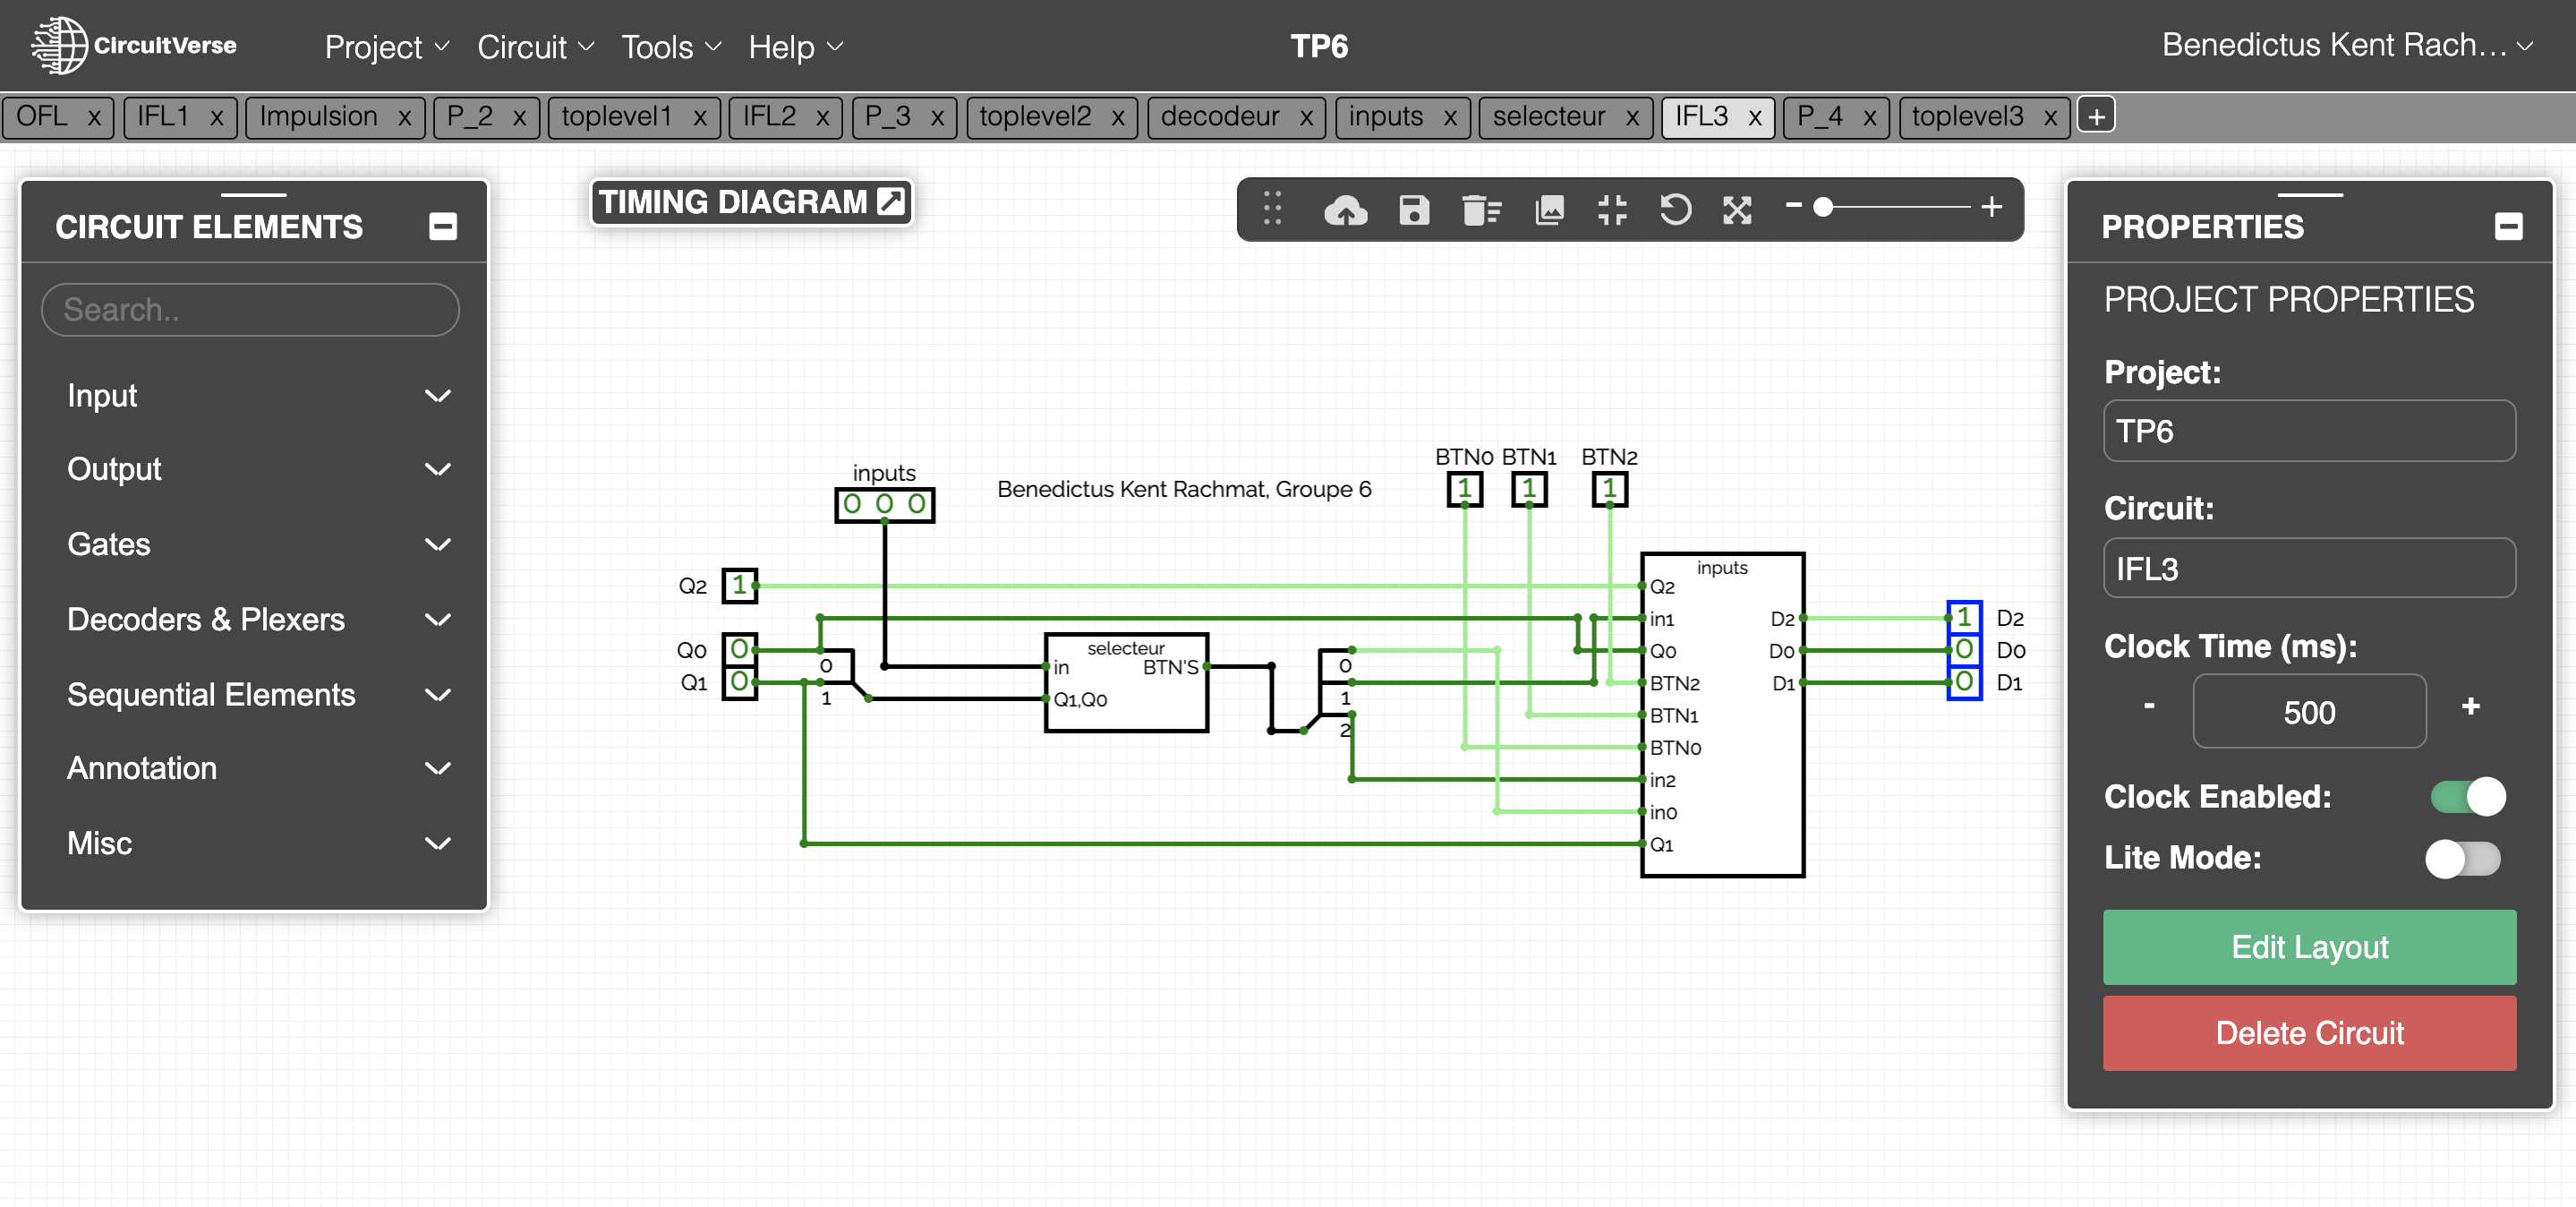 CircuitVerse Project Circuit Tools Help TP6 Benedictus Kent Rach...
OFL x IFL1 x Impulsion x P_2 x toplevel1 x IFL2 x P_3 x toplevel2 x decodeur x inputs x selecteur x IFL3 x P_4 x toplevel3 x +
CIRCUIT ELEMENTS
Search..
Input
Output
Gates
Decoders & Plexers
Sequential Elements
Annotation
Misc
TIMING DIAGRAM
- +
inputs
0 0 0
Benedictus Kent Rachmat, Groupe 6
BTN0 BTN1 BTN2
1 1 1
Q2 1
Q0 0
Q1 0
0
1
selecteur
in BTN'S
Q1,Q0
0
1
2
inputs
Q2
in1 D2
Q0 D0
BTN2 D1
BTN1
BTN0
in2
in0
Q1
1 D2
0 D0
0 D1
PROPERTIES
PROJECT PROPERTIES
Project:
TP6
Circuit:
IFL3
Clock Time (ms):
- 500 +
Clock Enabled:
Lite Mode:
Edit Layout
Delete Circuit